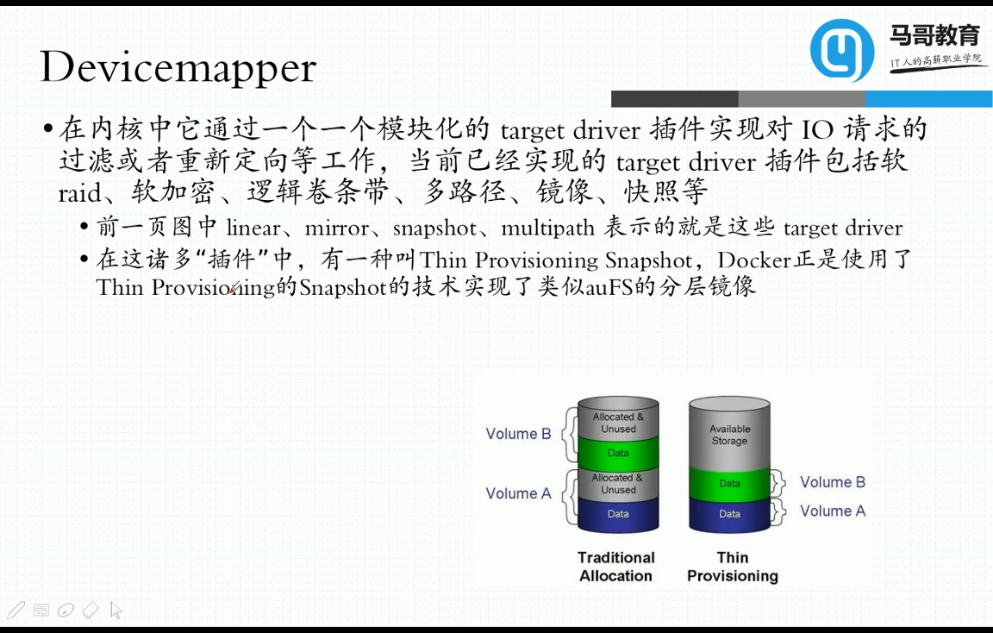 马哥教育
IT人的高薪职业学院
Devicemapper
•在内核中它通过一个一个模块化的 target driver 插件实现对 IO 请求的
过滤或者重新定向等工作，当前已经实现的 target driver 插件包括软
raid、软加密、逻辑卷条带、多路径、镜像、快照等
•前一页图中 linear、mirror、snapshot、multipath 表示的就是这些 target driver
•在这诸多“插件”中，有一种叫Thin Provisioning Snapshot，Docker正是使用了
Thin Provisioning的Snapshot的技术实现了类似auFS的分层镜像
Volume B
Allocated &
Unused
Data
Volume A
Allocated &
Unused
Data
Traditional
Allocation
Available
Storage
Data
Volume B
Data
Volume A
Thin
Provisioning